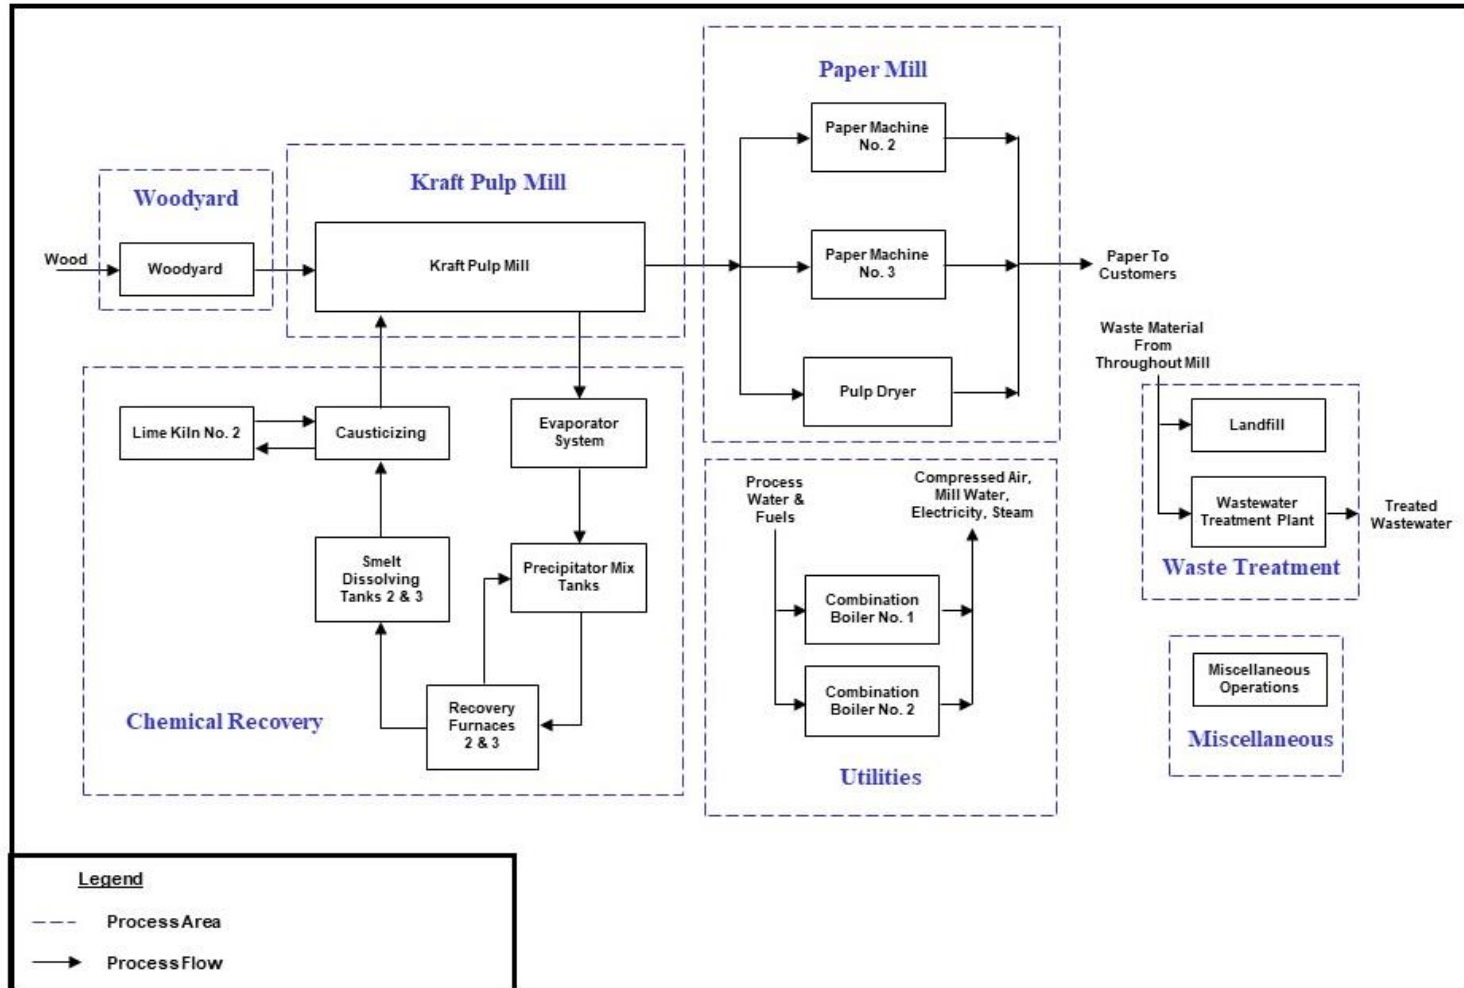 Paper Mill
Paper Machine
No. 2
Kraft Pulp Mill
Woodyard
Wood
Woodyard
Kraft Pulp Mill
Paper Machine
No. 3
Paper To
Customers
Waste Material
From
Throughout Mill
Pulp Dryer
Lime Kiln No. 2
Causticizing
Evaporator
System
Landfill
Process
Water &
Fuels
Compressed Air,
Mill Water,
Electricity, Steam
Wastewater
Treatment Plant
Treated
Wastewater
Waste Treatment
Smelt
Dissolving
Tanks 2 & 3
Precipitator Mix
Tanks
Combination
Boiler No. 1
Combination
Boiler No. 2
Miscellaneous
Operations
Miscellaneous
Chemical Recovery
Recovery
Furnaces
2 & 3
Utilities
Legend
Process Area
Process Flow